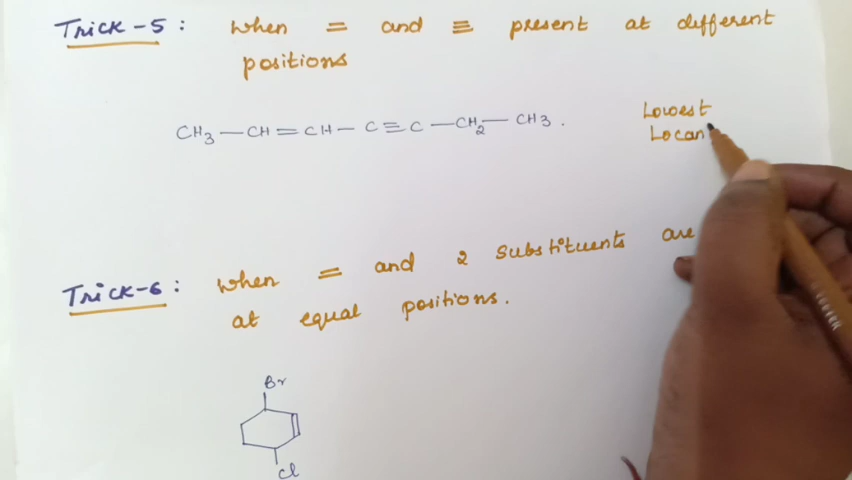 Trick-5: when = and ≡ present at different
positions
CH3—CH=CH—C≡C—CH2—CH3.
Lowest
Locan
Trick-6: when = and 2 substituents are
at equal positions.
Br
Cl